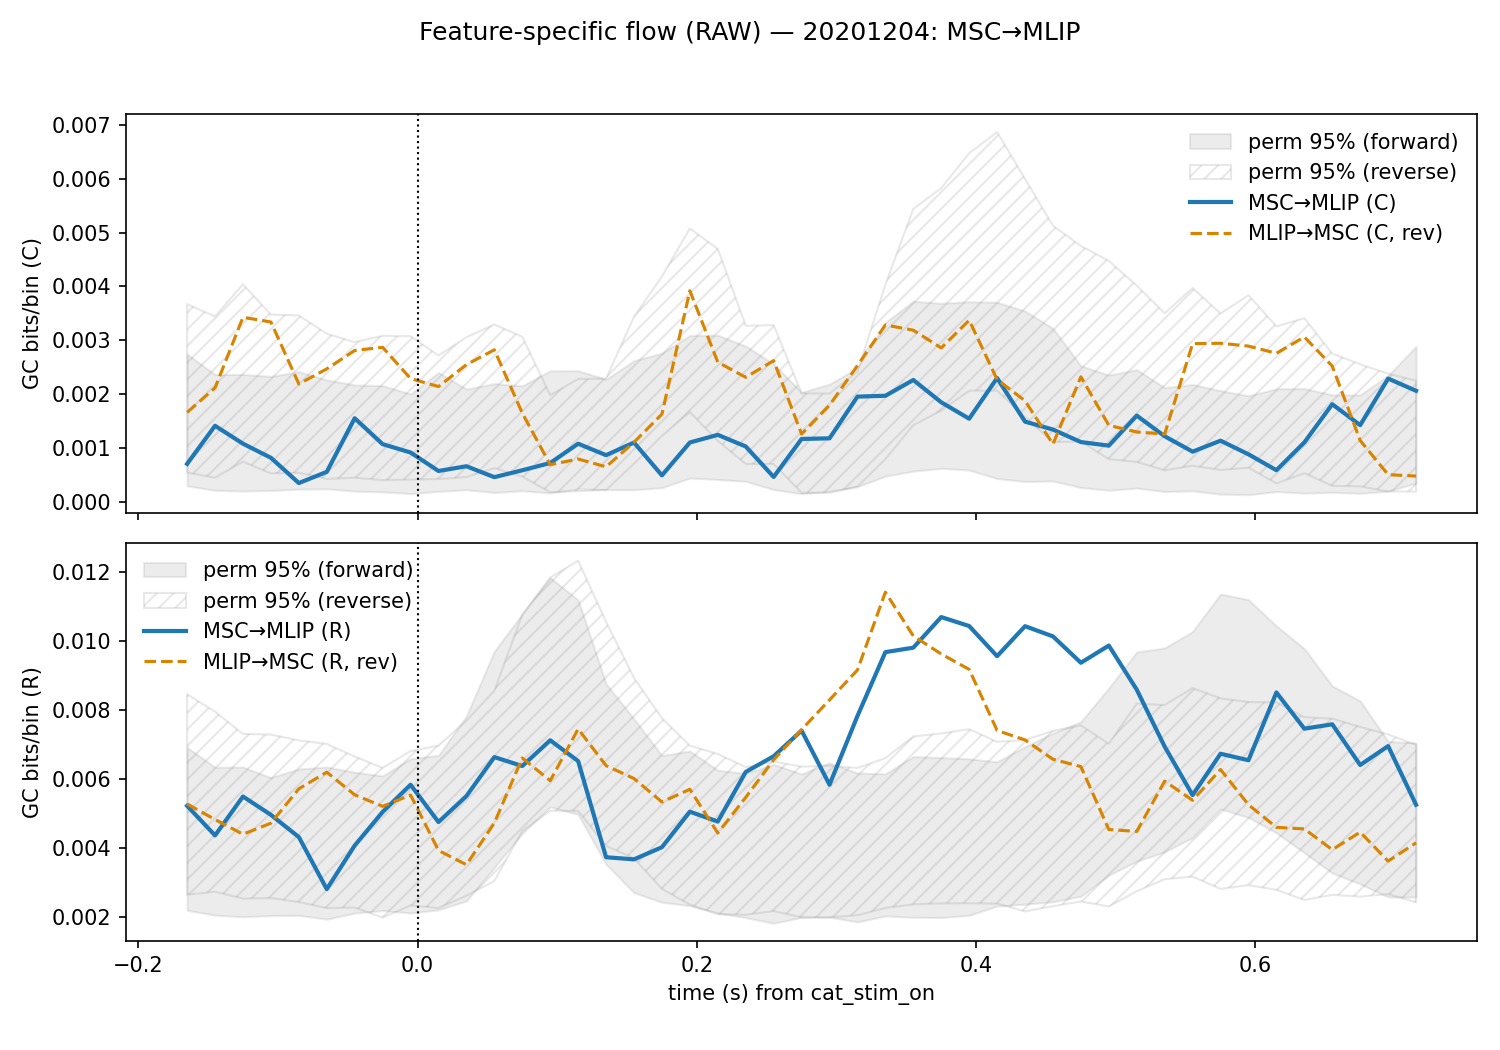 Feature-specific flow (RAW) — 20201204: MSC→MLIP
GC bits/bin (C)
0.007
0.006
0.005
0.004
0.003
0.002
0.001
0.000
perm 95% (forward)
perm 95% (reverse)
MSC→MLIP (C)
MLIP→MSC (C, rev)
GC bits/bin (R)
0.012
0.010
0.008
0.006
0.004
0.002
perm 95% (forward)
perm 95% (reverse)
MSC→MLIP (R)
MLIP→MSC (R, rev)
−0.2 0.0 0.2 0.4 0.6
time (s) from cat_stim_on